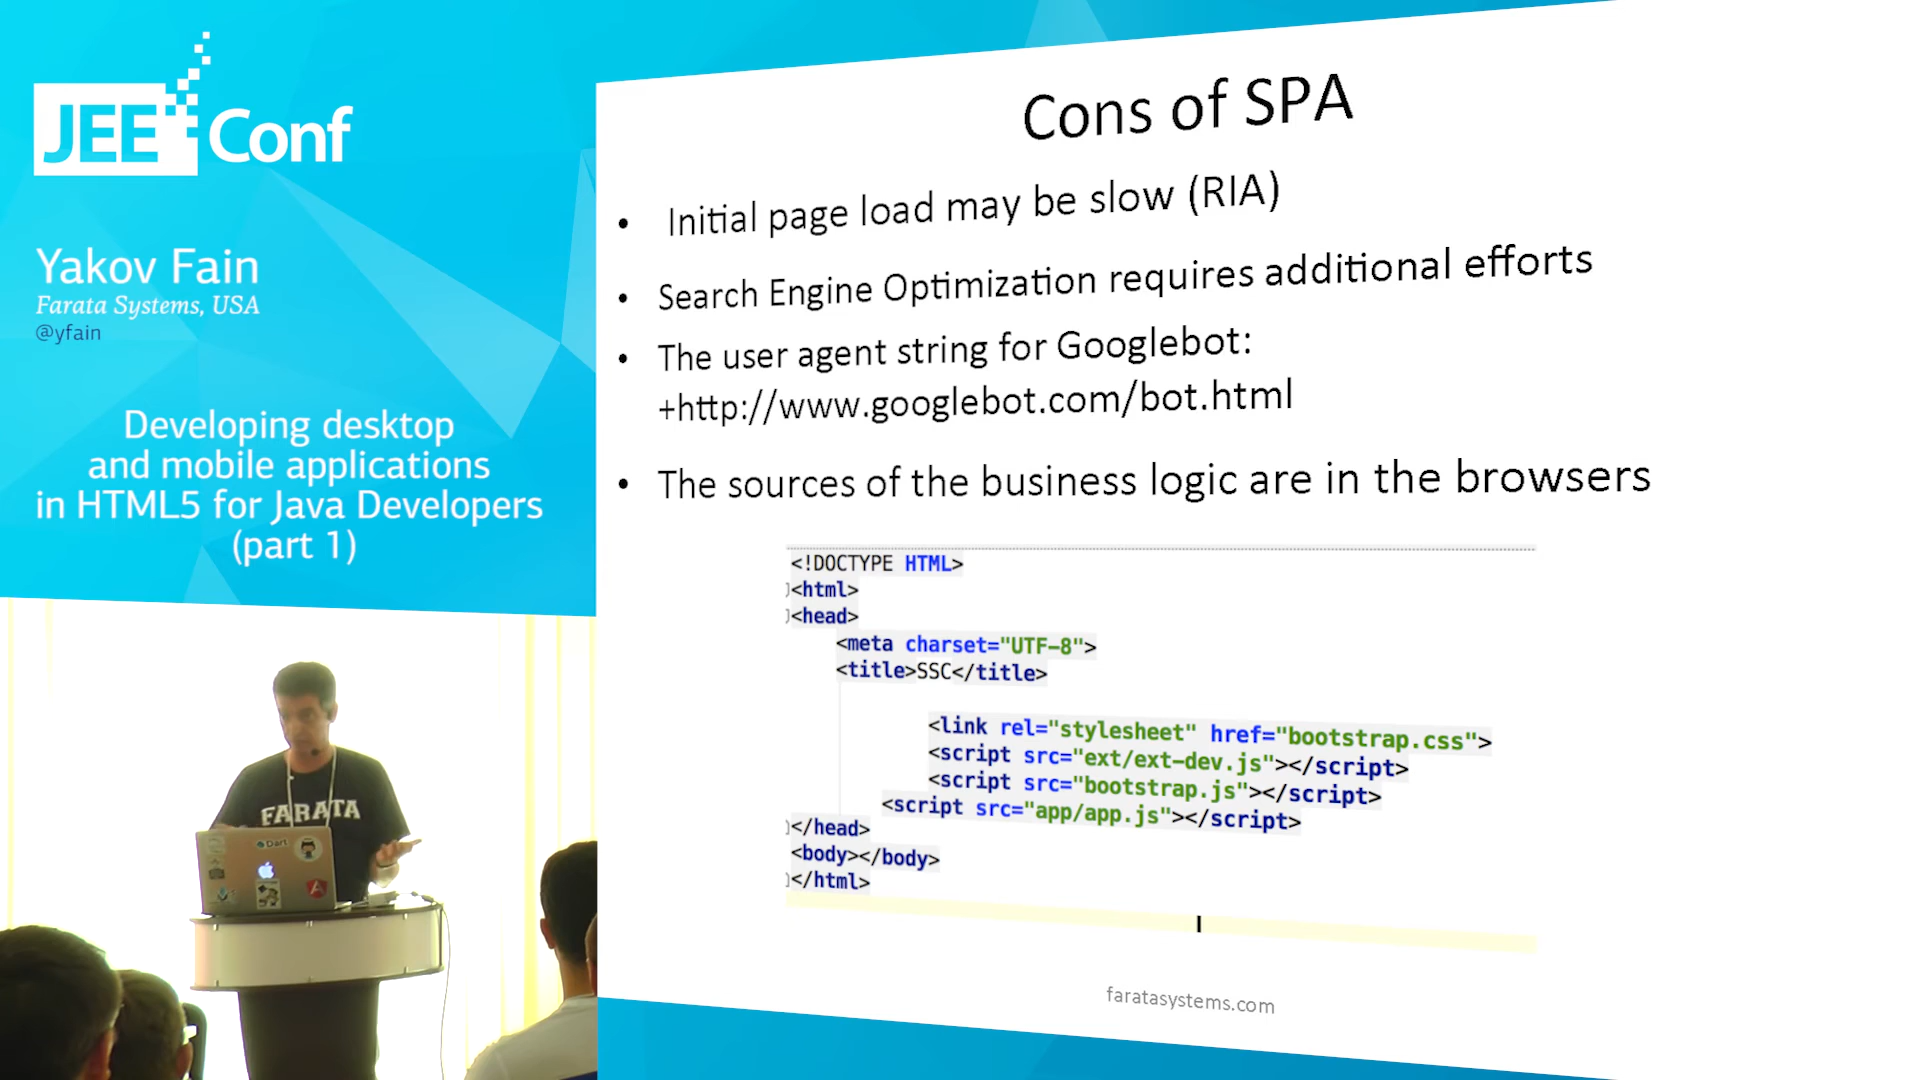 JEE Conf
Yakov Fain
Farata Systems, USA
@yfain
Developing desktop
and mobile applications
in HTML5 for Java Developers
(part 1)
FARATA
Dart
Cons of SPA
• Initial page load may be slow (RIA)
• Search Engine Optimization requires additional efforts
• The user agent string for Googlebot:
+http://www.googlebot.com/bot.html
• The sources of the business logic are in the browsers
<!DOCTYPE HTML>
<html>
<head>
<meta charset="UTF-8">
<title>SSC</title>
<link rel="stylesheet" href="bootstrap.css">
<script src="ext/ext-dev.js"></script>
<script src="bootstrap.js"></script>
<script src="app/app.js"></script>
</head>
<body></body>
</html>
faratasystems.com